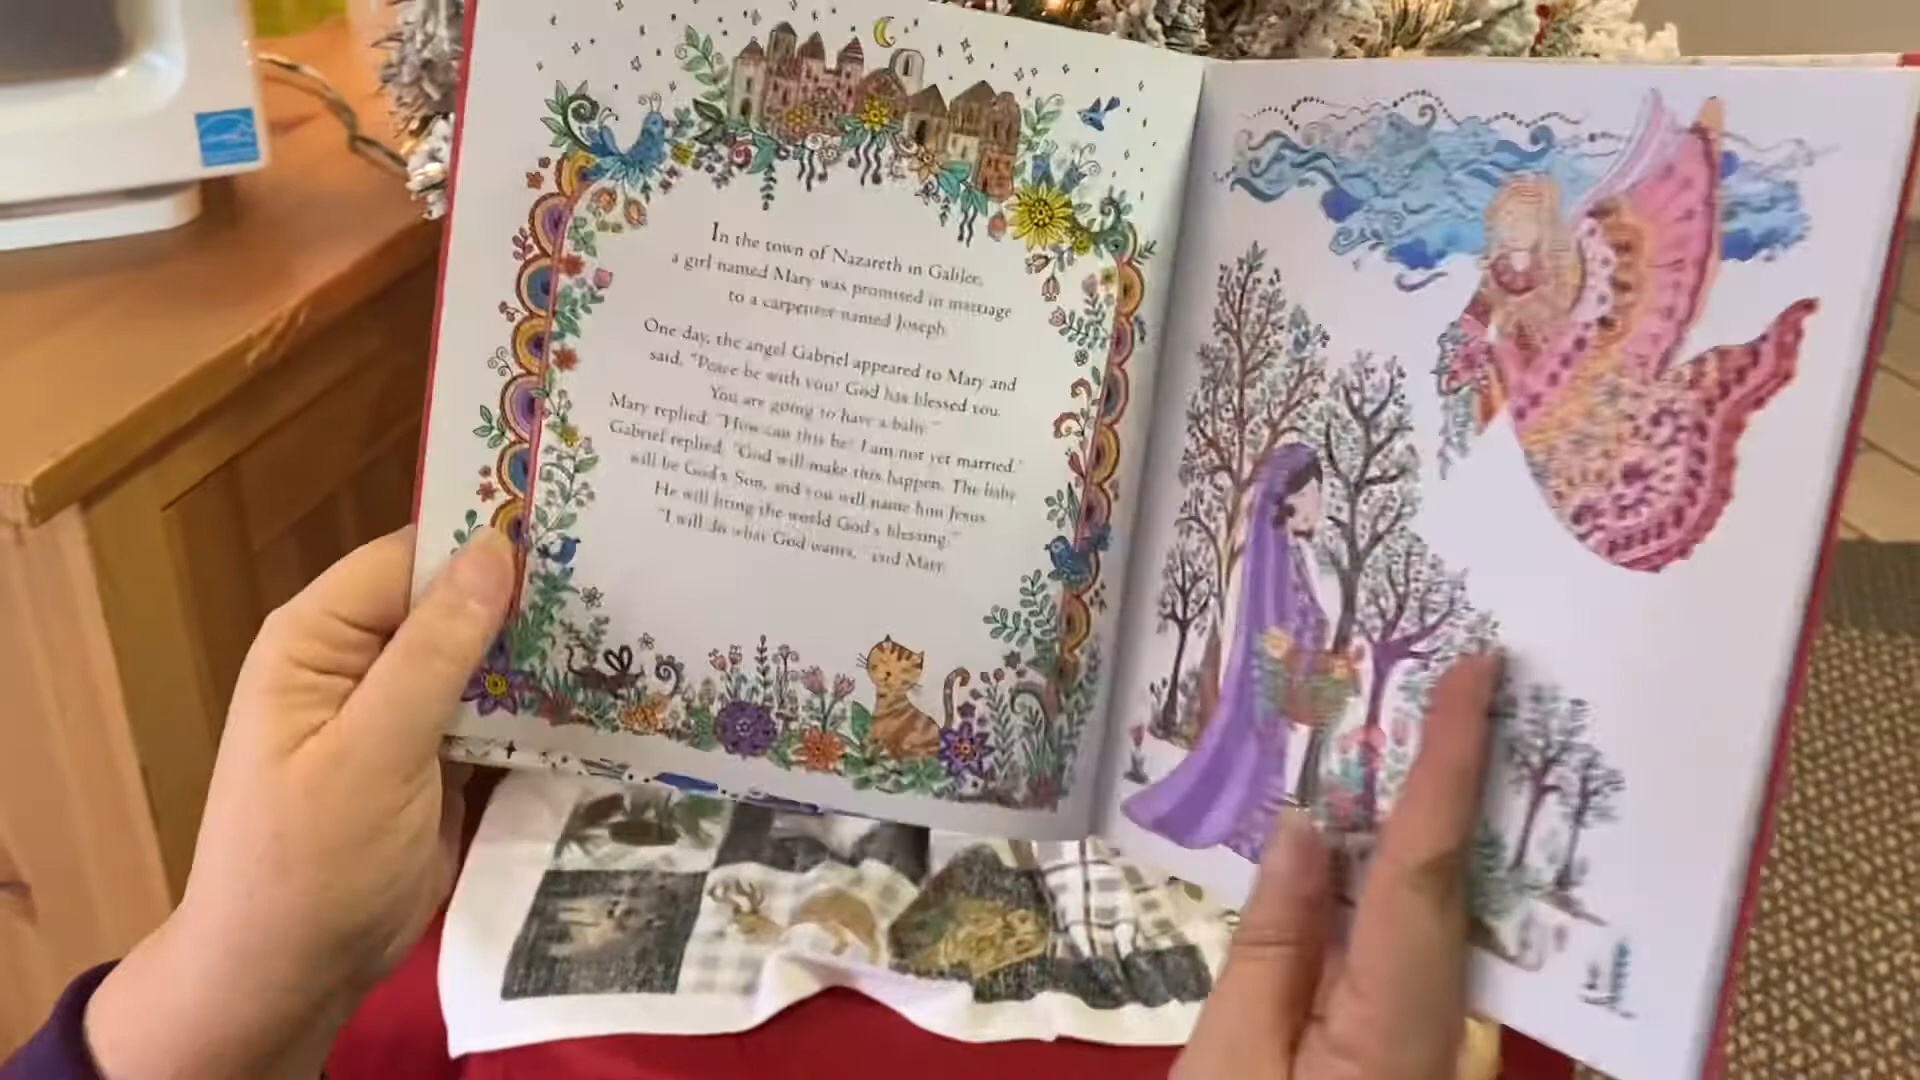 In the town of Nazareth in Galilee,
a girl named Mary was promised in marriage
to a carpenter named Joseph.
One day, the angel Gabriel appeared to Mary and
said, "Peace be with you! God has blessed you.
You are going to have a baby."
Mary replied, "How can this be? I am not yet married."
Gabriel replied, "God will make this happen. The baby
will be God's Son, and you will name him Jesus.
He will bring the world God's blessing."
"I will do what God wants," said Mary.